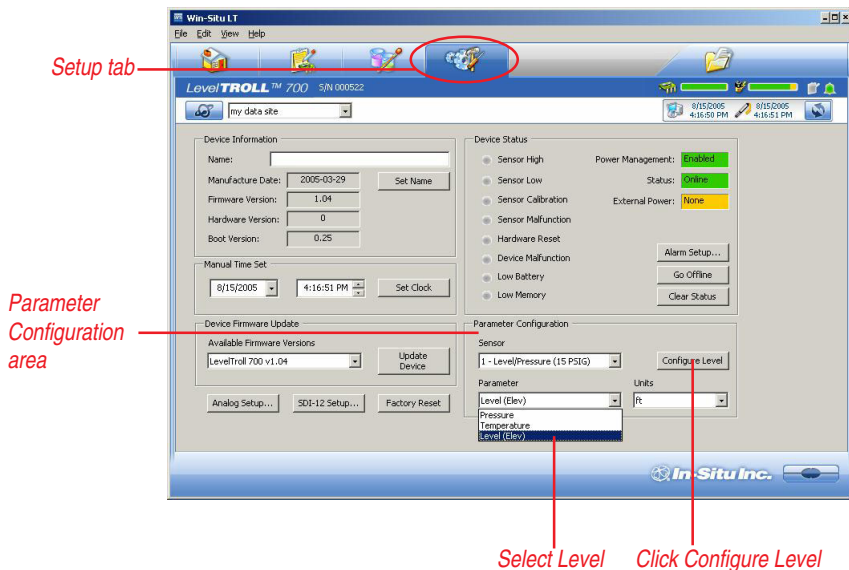 Win-Situ LT
File Edit View Help
Setup tab
LevelTROLL™ 700 S/N 000522
my data site
8/15/2005
4:16:50 PM
8/15/2005
4:16:51 PM
Device Information
Name:
Manufacture Date: 2005-03-29
Set Name
Firmware Version: 1.04
Hardware Version: 0
Boot Version: 0.25
Manual Time Set
8/15/2005 4:16:51 PM Set Clock
Device Firmware Update
Available Firmware Versions
LevelTroll 700 v1.04
Update
Device
Analog Setup... SDI-12 Setup... Factory Reset
Device Status
Sensor High
Sensor Low
Sensor Calibration
Sensor Malfunction
Hardware Reset
Device Malfunction
Low Battery
Low Memory
Power Management: Enabled
Status: Online
External Power: None
Alarm Setup...
Go Offline
Clear Status
Parameter
Configuration
area
Parameter Configuration
Sensor
1 - Level/Pressure (15 PSIG) Configure Level
Parameter Units
Level (Elev) ft
Pressure
Temperature
Level (Elev)
In-Situ Inc.
Select Level Click Configure Level